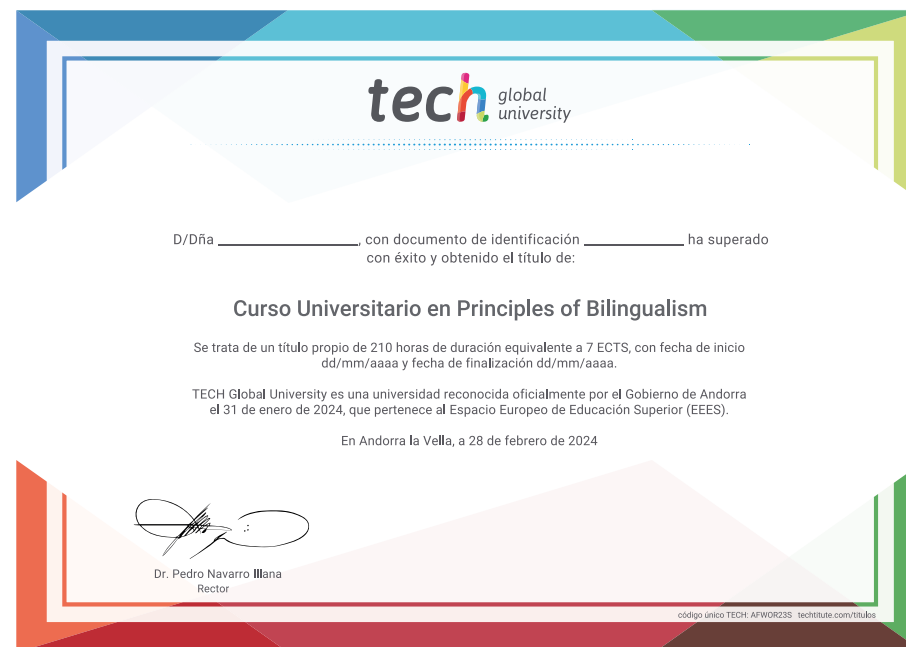 tech global university
D/Dña ______________, con documento de identificación __________ ha superado
con éxito y obtenido el título de:
Curso Universitario en Principles of Bilingualism
Se trata de un título propio de 210 horas de duración equivalente a 7 ECTS, con fecha de inicio
dd/mm/aaaa y fecha de finalización dd/mm/aaaa.
TECH Global University es una universidad reconocida oficialmente por el Gobierno de Andorra
el 31 de enero de 2024, que pertenece al Espacio Europeo de Educación Superior (EEES).
En Andorra la Vella, a 28 de febrero de 2024
Dr. Pedro Navarro Illana
Rector
código único TECH: AFWOR23S techtitute.com/titulos